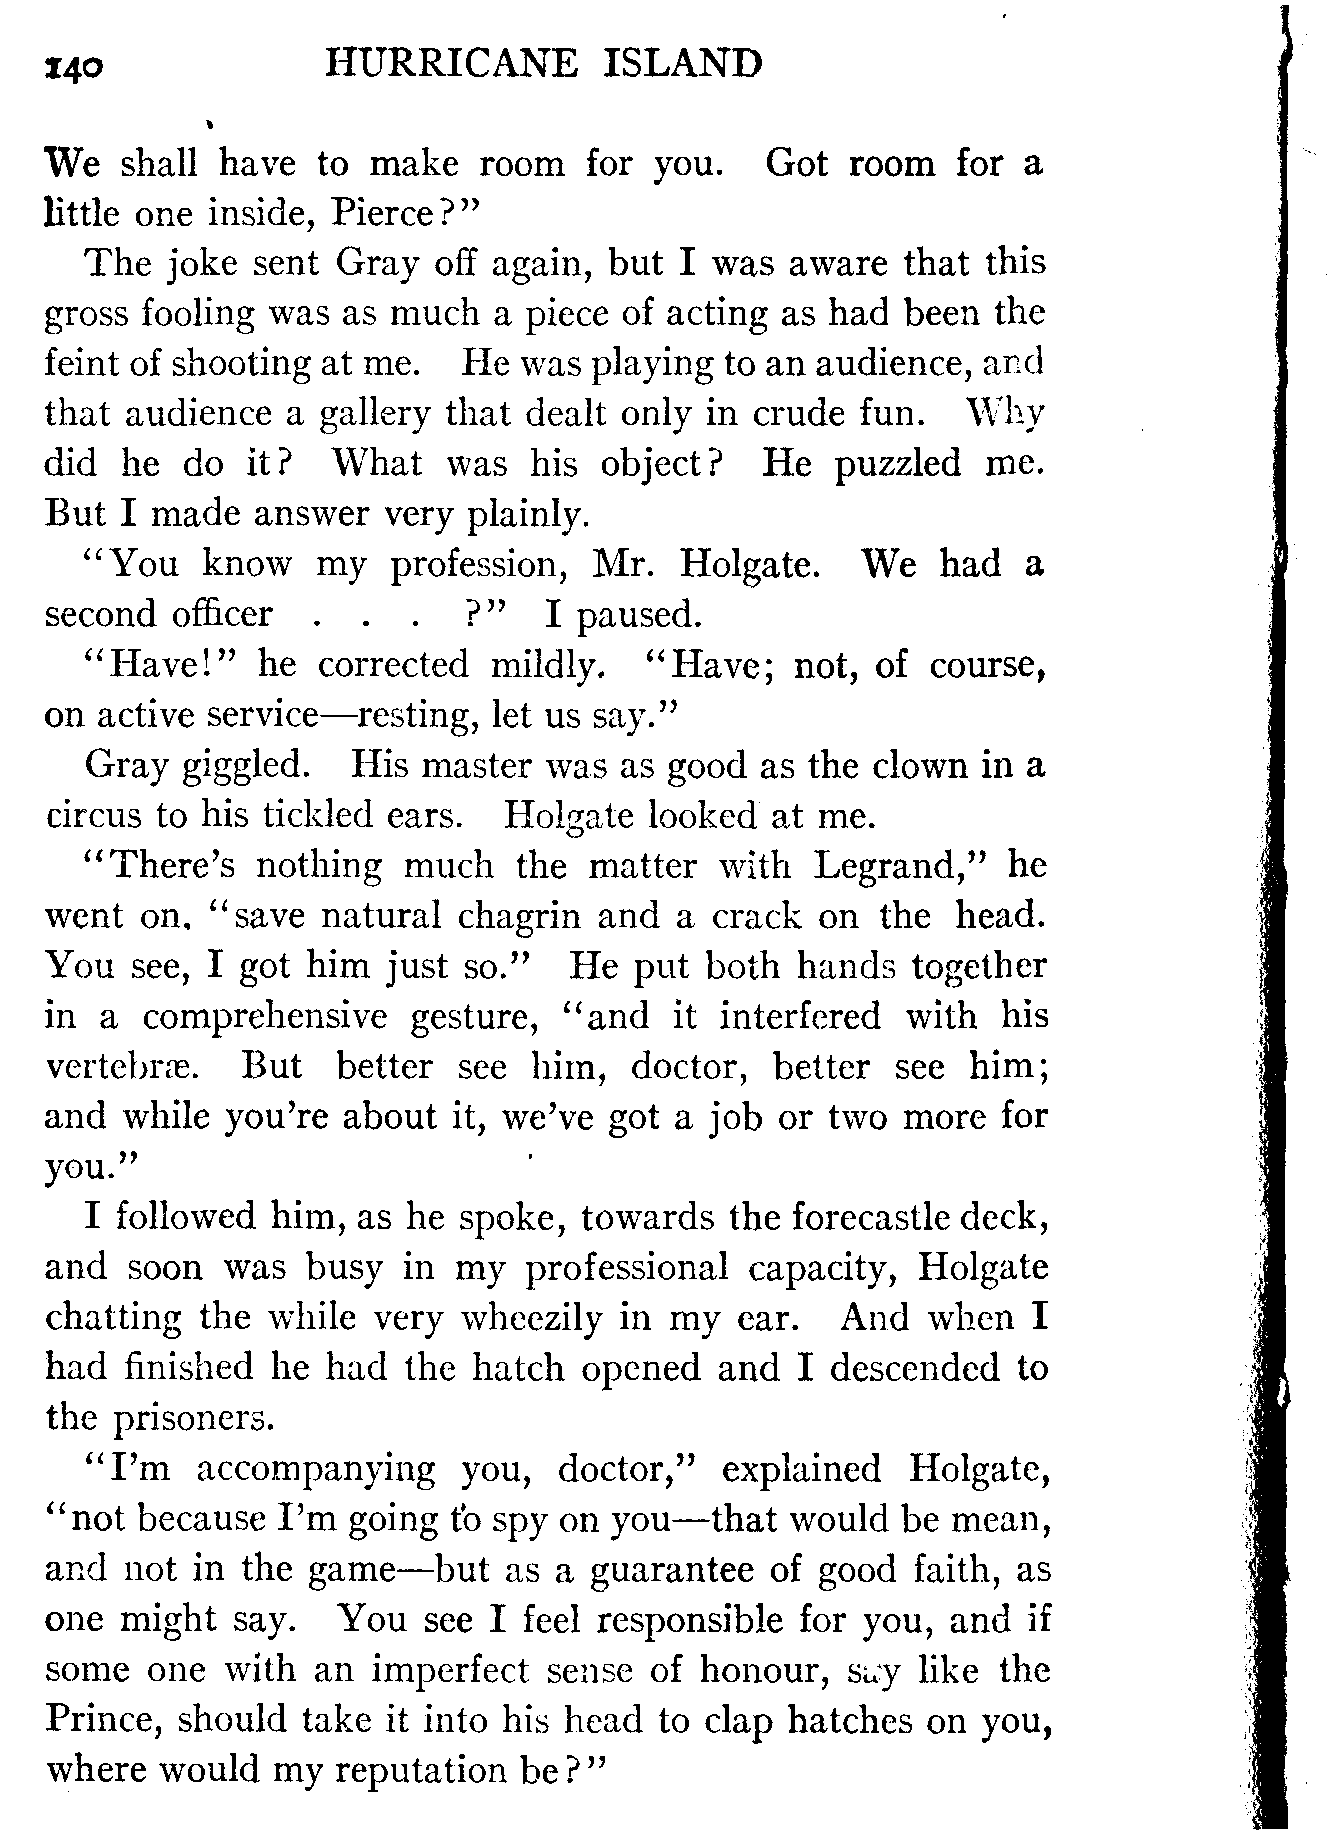 140 HURRICANE ISLAND
We shall have to make room for you. Got room for a
little one inside, Pierce?”
The joke sent Gray off again, but I was aware that this
gross fooling was as much a piece of acting as had been the
feint of shooting at me. He was playing to an audience, and
that audience a gallery that dealt only in crude fun. Why
did he do it? What was his object? He puzzled me.
But I made answer very plainly.
“You know my profession, Mr. Holgate. We had a
second officer . . . ?” I paused.
“Have!” he corrected mildly. “Have; not, of course,
on active service—resting, let us say.”
Gray giggled. His master was as good as the clown in a
circus to his tickled ears. Holgate looked at me.
“There’s nothing much the matter with Legrand,” he
went on, “save natural chagrin and a crack on the head.
You see, I got him just so.” He put both hands together
in a comprehensive gesture, “and it interfered with his
vertebræ. But better see him, doctor, better see him;
and while you’re about it, we’ve got a job or two more for
you.”
I followed him, as he spoke, towards the forecastle deck,
and soon was busy in my professional capacity, Holgate
chatting the while very wheezily in my ear. And when I
had finished he had the hatch opened and I descended to
the prisoners.
“I’m accompanying you, doctor,” explained Holgate,
“not because I’m going to spy on you—that would be mean,
and not in the game—but as a guarantee of good faith, as
one might say. You see I feel responsible for you, and if
some one with an imperfect sense of honour, say like the
Prince, should take it into his head to clap hatches on you,
where would my reputation be?”